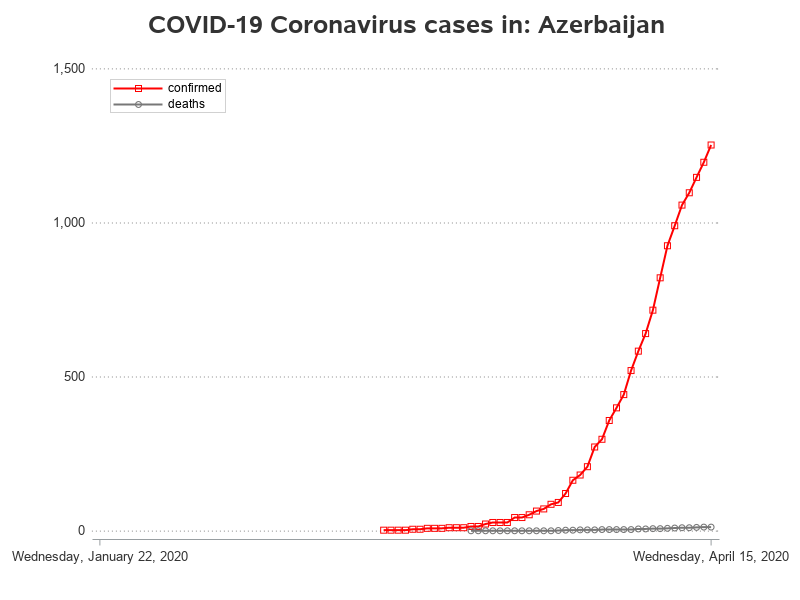 COVID-19 Coronavirus cases in: Azerbaijan
1,500
confirmed
deaths
1,000
500
0
Wednesday, January 22, 2020 Wednesday, April 15, 2020